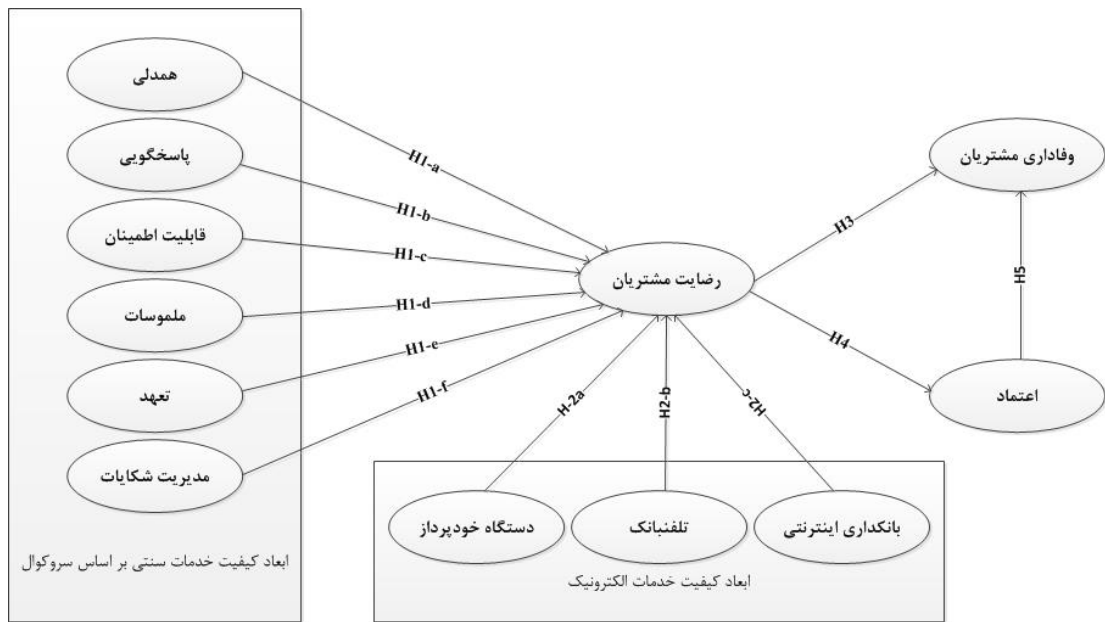 همدلی
پاسخگویی
قابلیت اطمینان
ملموسات
تعهد
مدیریت شکایات
ابعاد کیفیت خدمات سنتی بر اساس سروکوال
H1-a
H1-b
H1-c
H1-d
H1-e
H1-f
رضایت مشتریان
H-2a
H2-b
H2-c
دستگاه خودپرداز
تلفنبانک
بانکداری اینترنتی
ابعاد کیفیت خدمات الکترونیک
H3
H4
H5
وفاداری مشتریان
اعتماد